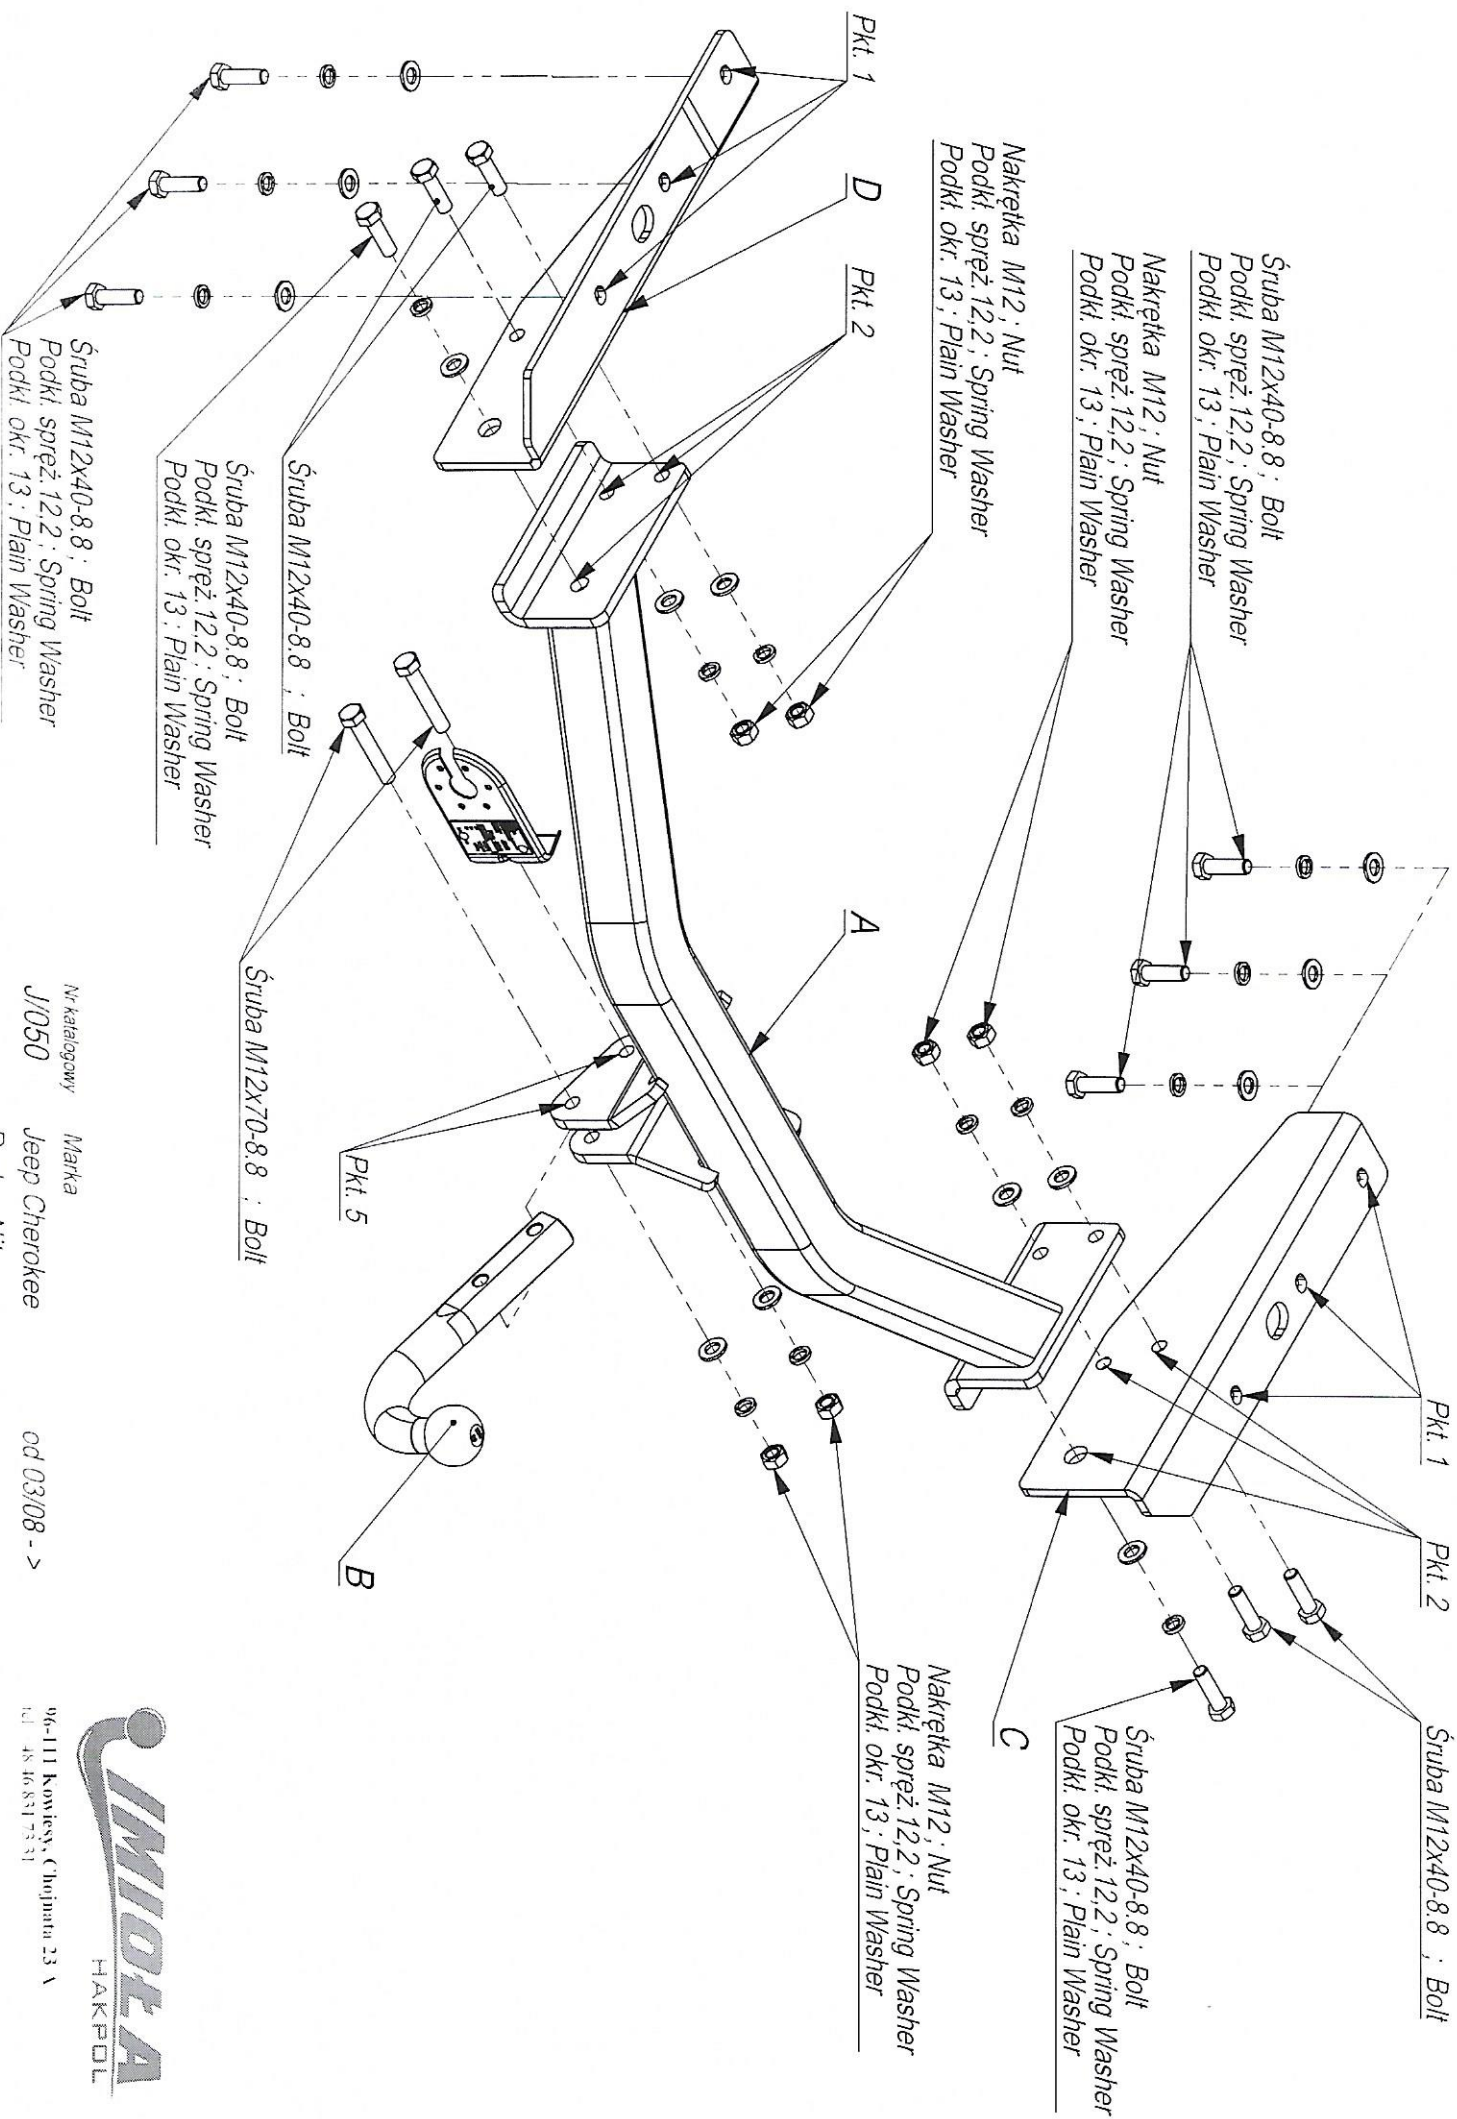 Pkt. 1
Pkt. 2
Śruba M12x40-8.8 ; Bolt
Śruba M12x40-8.8 ; Bolt
Podkł. spręż.12,2 ; Spring Washer
Podkł. okr. 13 ; Plain Washer
C
Śruba M12x40-8.8 ; Bolt
Podkł. spręż.12,2 ; Spring Washer
Podkł. okr. 13 ; Plain Washer
Nakrętka M12 ; Nut
Podkł. spręż.12,2 ; Spring Washer
Podkł. okr. 13 ; Plain Washer
Nakrętka M12 ; Nut
Podkł. spręż.12,2 ; Spring Washer
Podkł. okr. 13 ; Plain Washer
Nakrętka M12 ; Nut
Podkł. spręż.12,2 ; Spring Washer
Podkł. okr. 13 ; Plain Washer
Pkt. 1
D
Pkt. 2
A
B
Pkt. 5
Śruba M12x40-8.8 ; Bolt
Śruba M12x70-8.8 ; Bolt
Śruba M12x40-8.8 ; Bolt
Podkł. spręż.12,2 ; Spring Washer
Podkł. okr. 13 ; Plain Washer
Śruba M12x40-8.8 ; Bolt
Podkł. spręż.12,2 ; Spring Washer
Podkł. okr. 13 ; Plain Washer
Nr katalogowy Marka
J/050 Jeep Cherokee od 03/08 - >
IMIOŁA
HAKPOL
96-111 Kowiesy, Chojnata 23 A